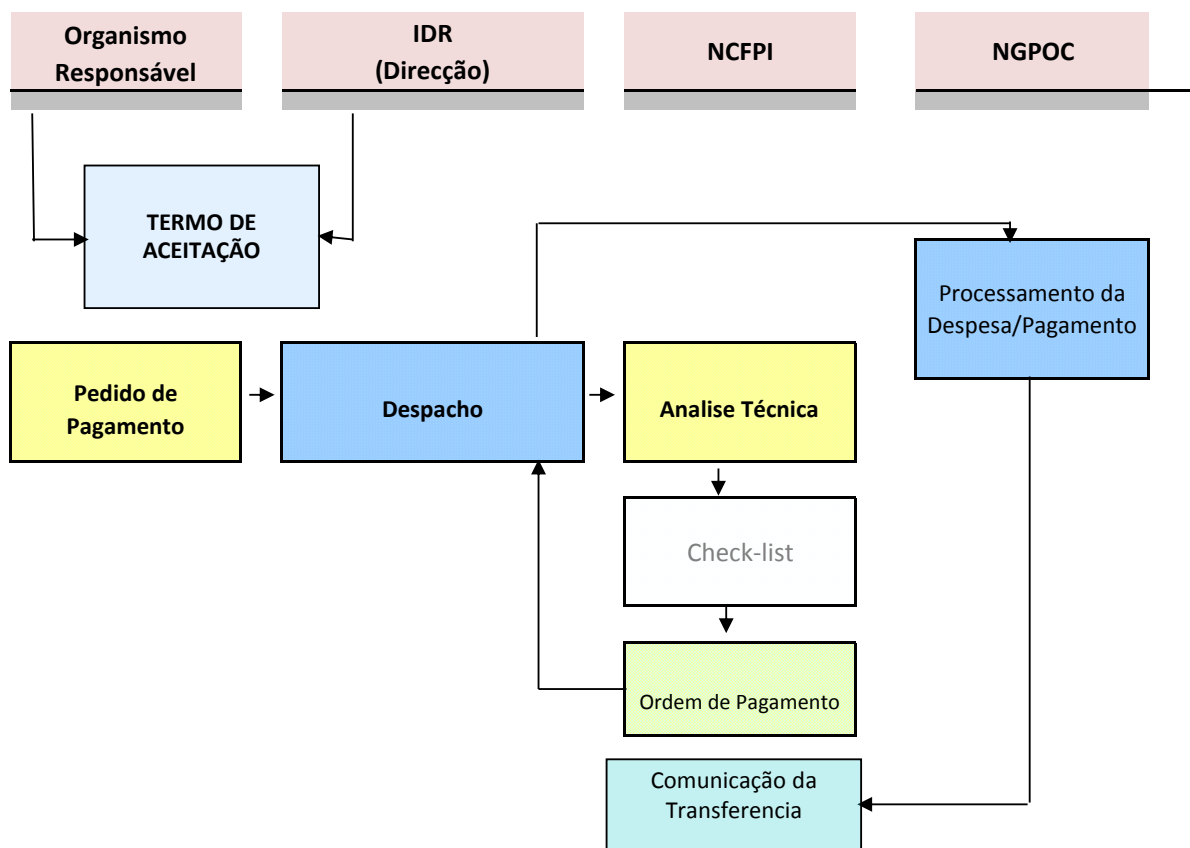 Organismo
Responsável
IDR
(Direcção)
NCFPI
NGPOC
TERMO DE
ACEITAÇÃO
Processamento da
Despesa/Pagamento
Pedido de
Pagamento
Despacho
Analise Técnica
Check-list
Ordem de Pagamento
Comunicação da
Transferencia